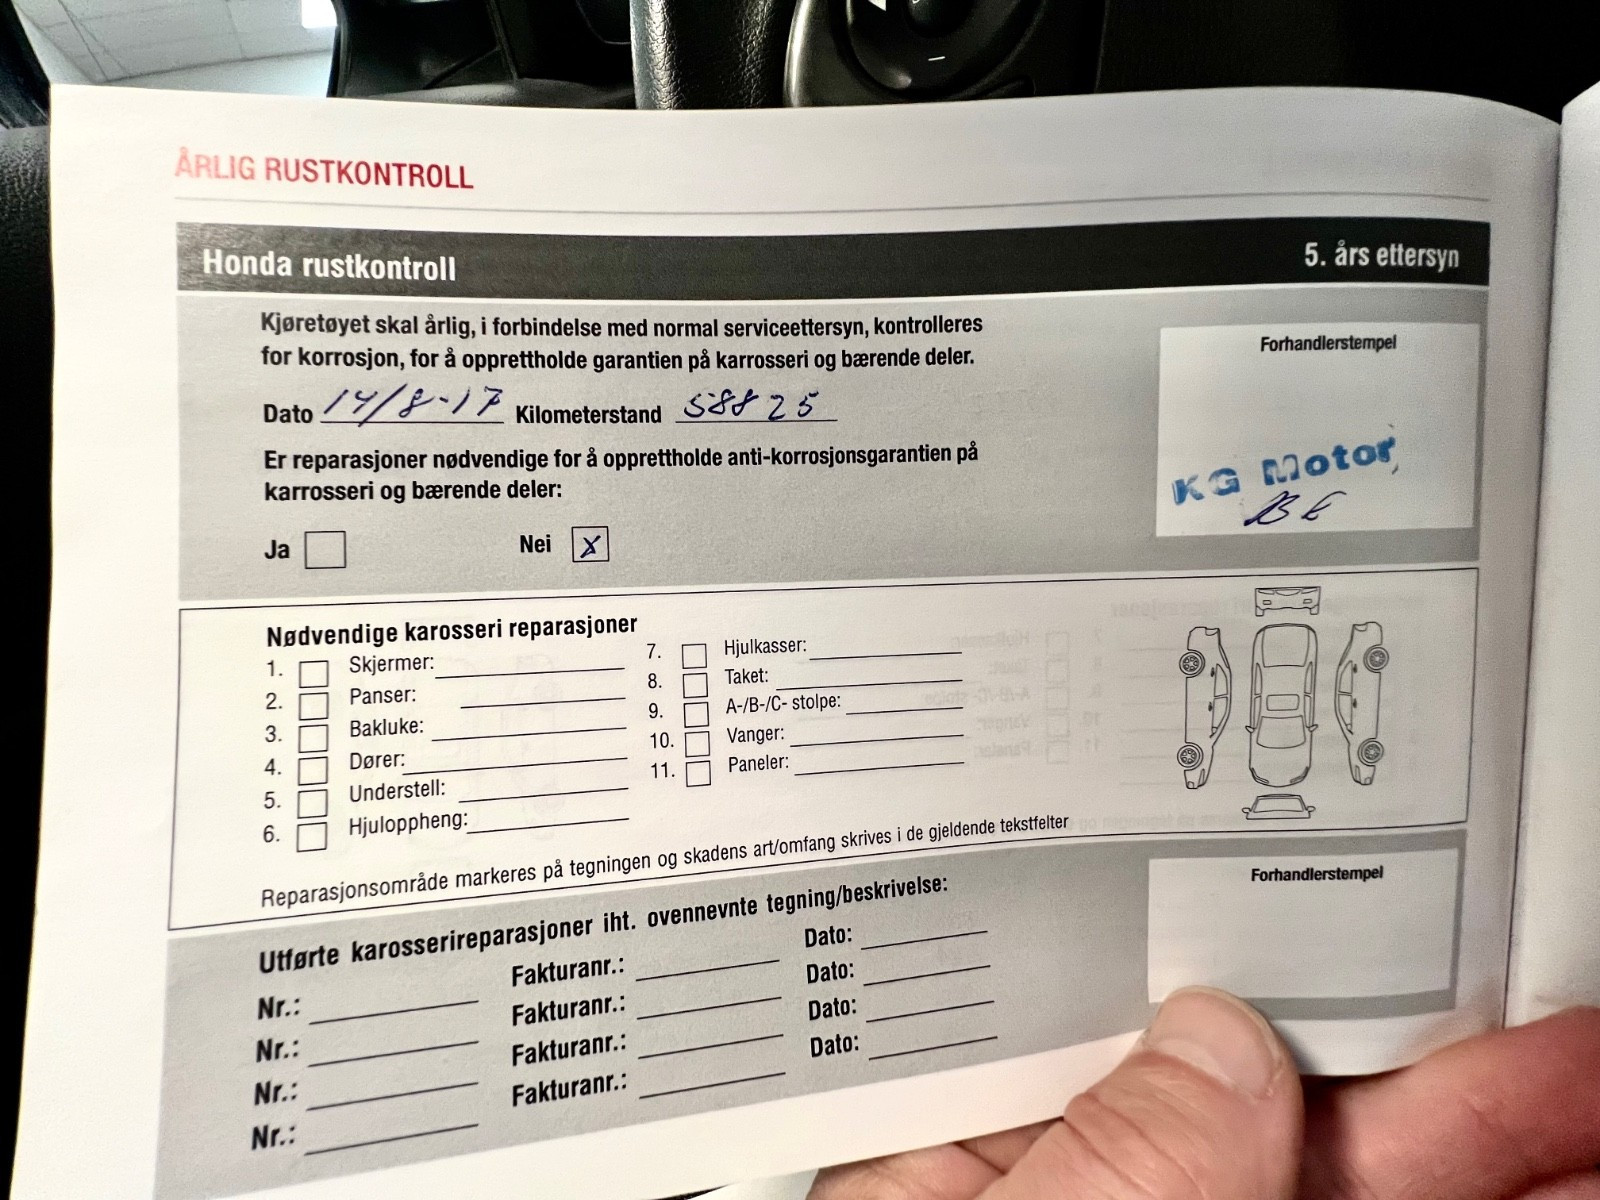 ÅRLIG RUSTKONTROLL
Honda rustkontroll
5. års ettersyn
Kjøretøyet skal årlig, i forbindelse med normal serviceettersyn, kontrolleres
for korrosjon, for å opprettholde garantien på karrosseri og bærende deler.
Dato 14/8-17 Kilometerstand 58825
Er reparasjoner nødvendige for å opprettholde anti-korrosjonsgarantien på
karrosseri og bærende deler:
Ja Nei X
Forhandlerstempel
KG Motor
BE
Nødvendige karosseri reparasjoner
1. Skjermer:
2. Panser:
3. Bakluke:
4. Dører:
5. Understell:
6. Hjuloppheng:
7. Hjulkasser:
8. Taket:
9. A-/B-/C- stolpe:
10. Vanger:
11. Paneler:
Reparasjonsområde markeres på tegningen og skadens art/omfang skrives i de gjeldende tekstfelter
Utførte karosserireparasjoner iht. ovennevnte tegning/beskrivelse:
Nr.: Fakturanr.: Dato:
Nr.: Fakturanr.: Dato:
Nr.: Fakturanr.: Dato:
Nr.: Fakturanr.: Dato:
Forhandlerstempel